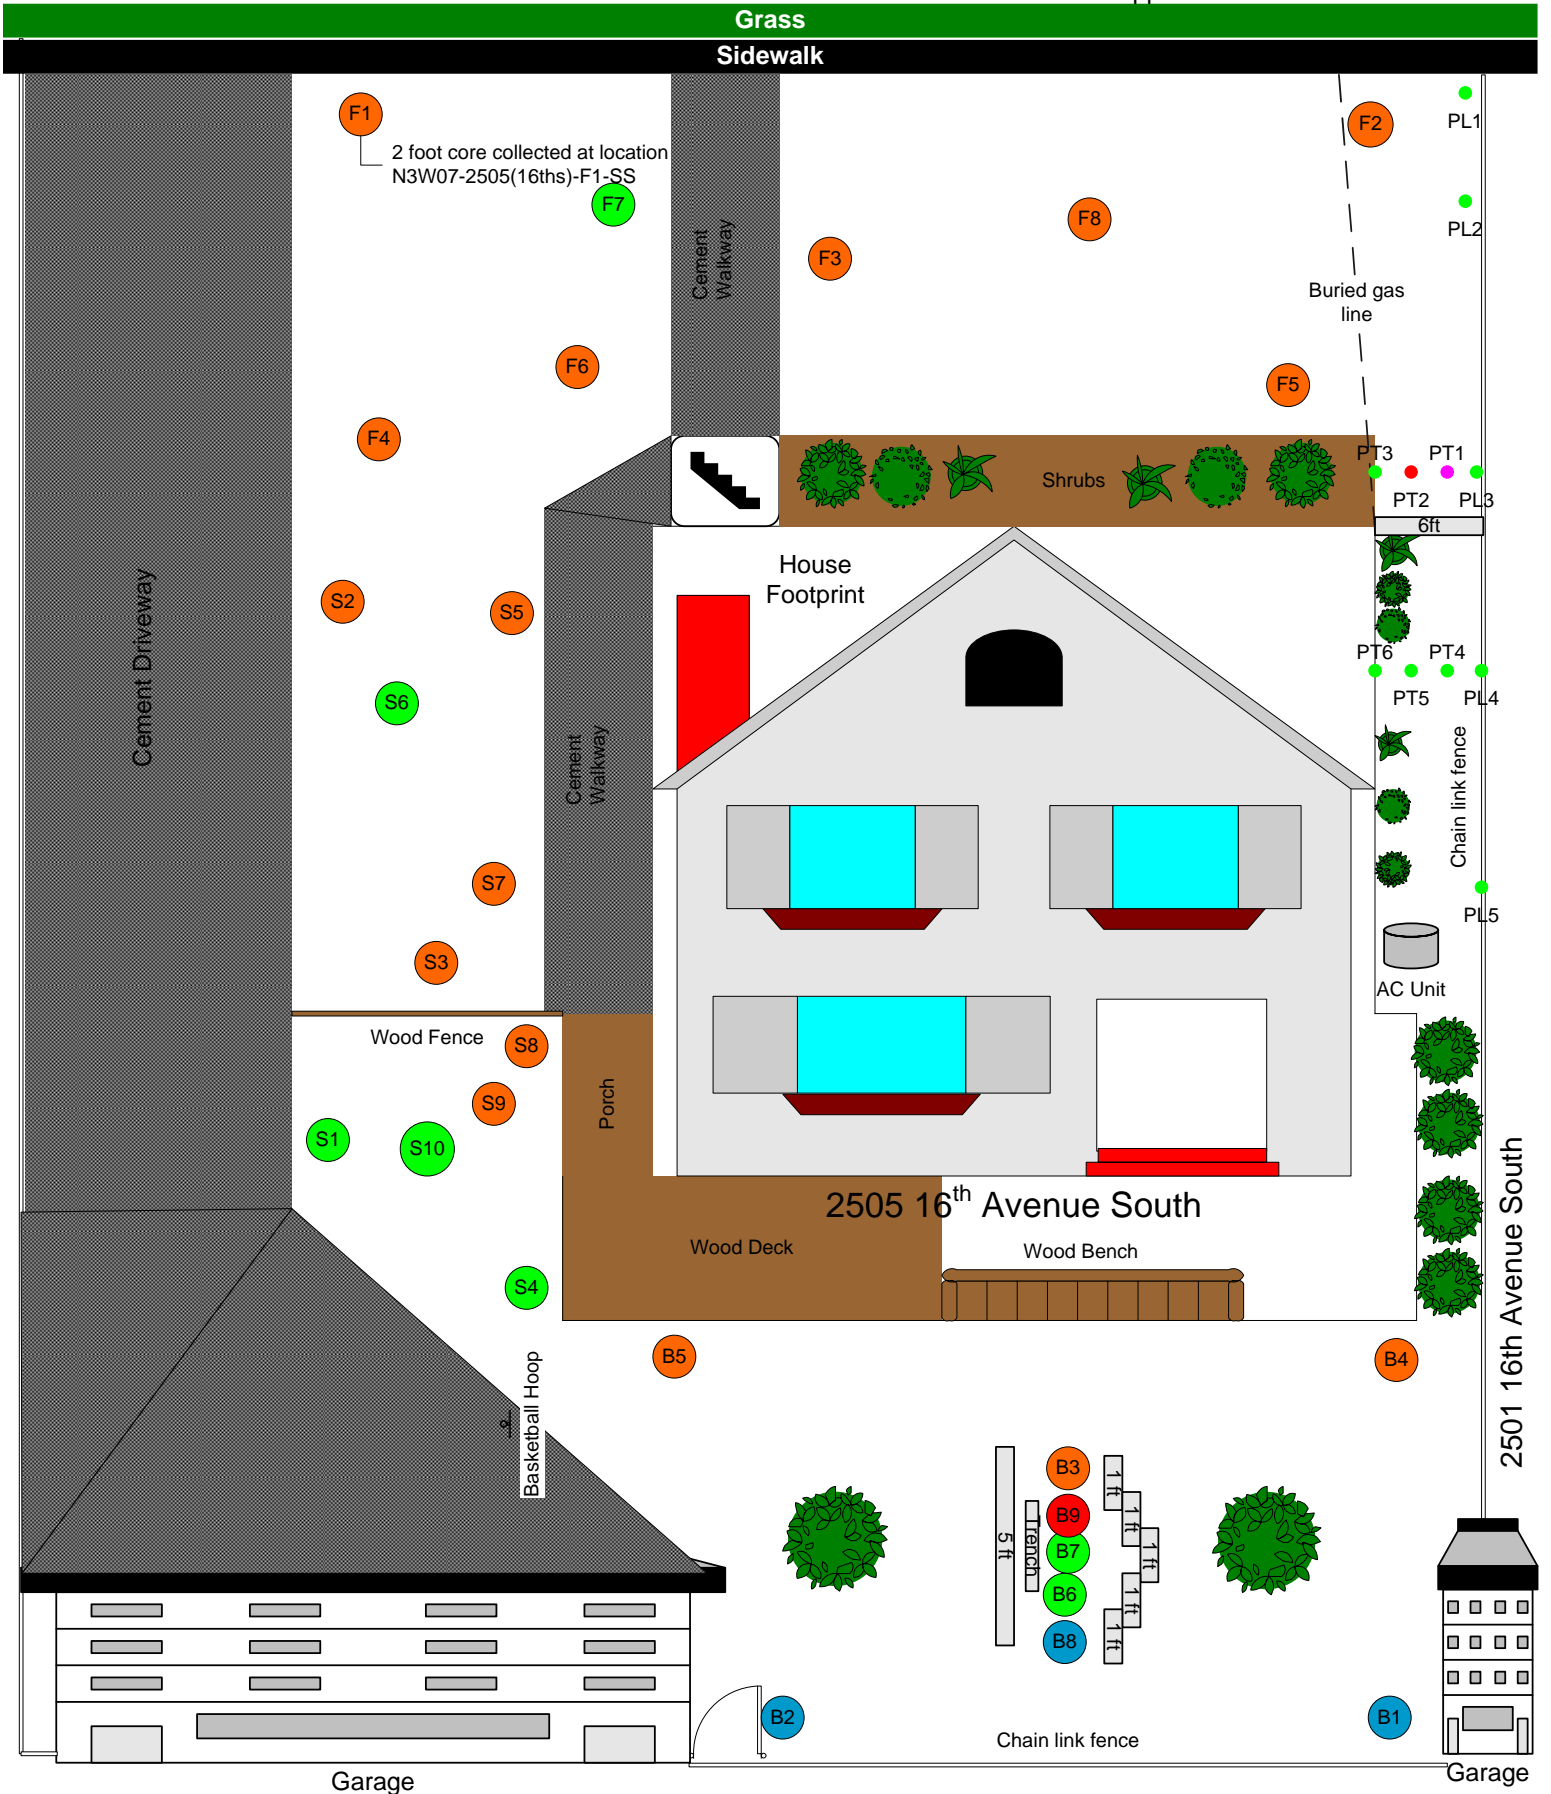 Grass
Sidewalk
F1
2 foot core collected at location
N3W07-2505(16ths)-F1-SS
F7
F2
PL1
F8
PL2
F3
Cement
Walkway
Buried gas
line
F6
F5
F4
PT3
PT1
Shrubs
PT2
PL3
6ft
House
Footprint
S2
S5
PT6
PT4
Cement Driveway
S6
PT5
PL4
Cement
Walkway
Chain link fence
S7
PL5
S3
AC Unit
Wood Fence
S8
S9
Porch
S1
S10
2505 16th Avenue South
Wood Deck
Wood Bench
S4
2501 16th Avenue South
B5
B4
Basketball Hoop
B3
1 ft
B9
1 ft
5 ft
Trench
B7
1 ft
B6
1 ft
B8
1 ft
B2
B1
Chain link fence
Garage
Garage